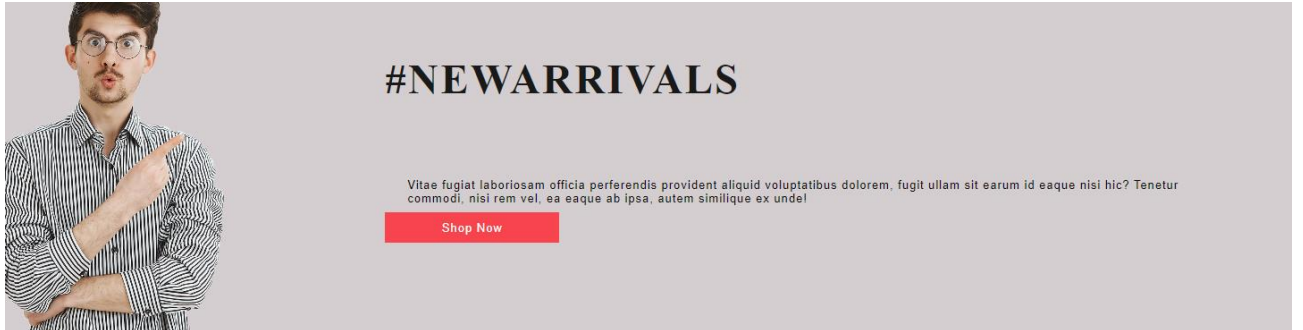 #NEWARRIVALS
Vitae fugiat laboriosam officia perferendis provident aliquid voluptatibus dolorem, fugit ullam sit earum id eaque nisi hic? Tenetur
commodi, nisi rem vel, ea eaque ab ipsa, autem similique ex unde!
Shop Now